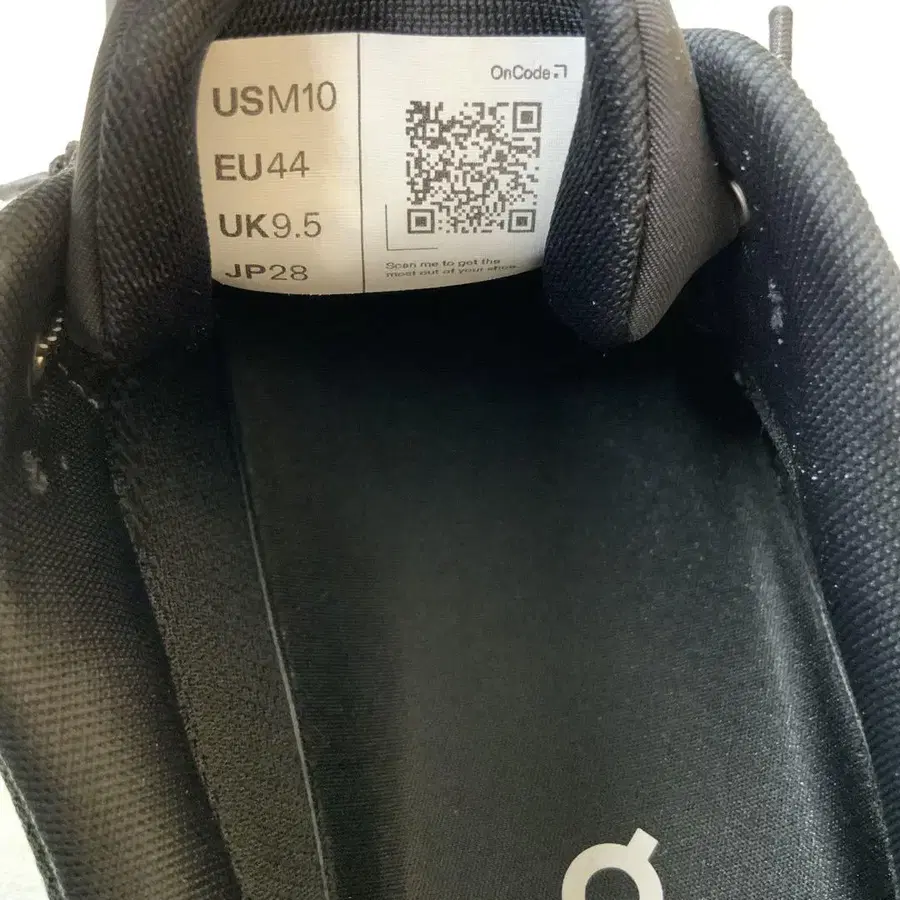 USM10
EU44
UK9.5
JP28
OnCode
Scan me to get the
most out of your shoe.